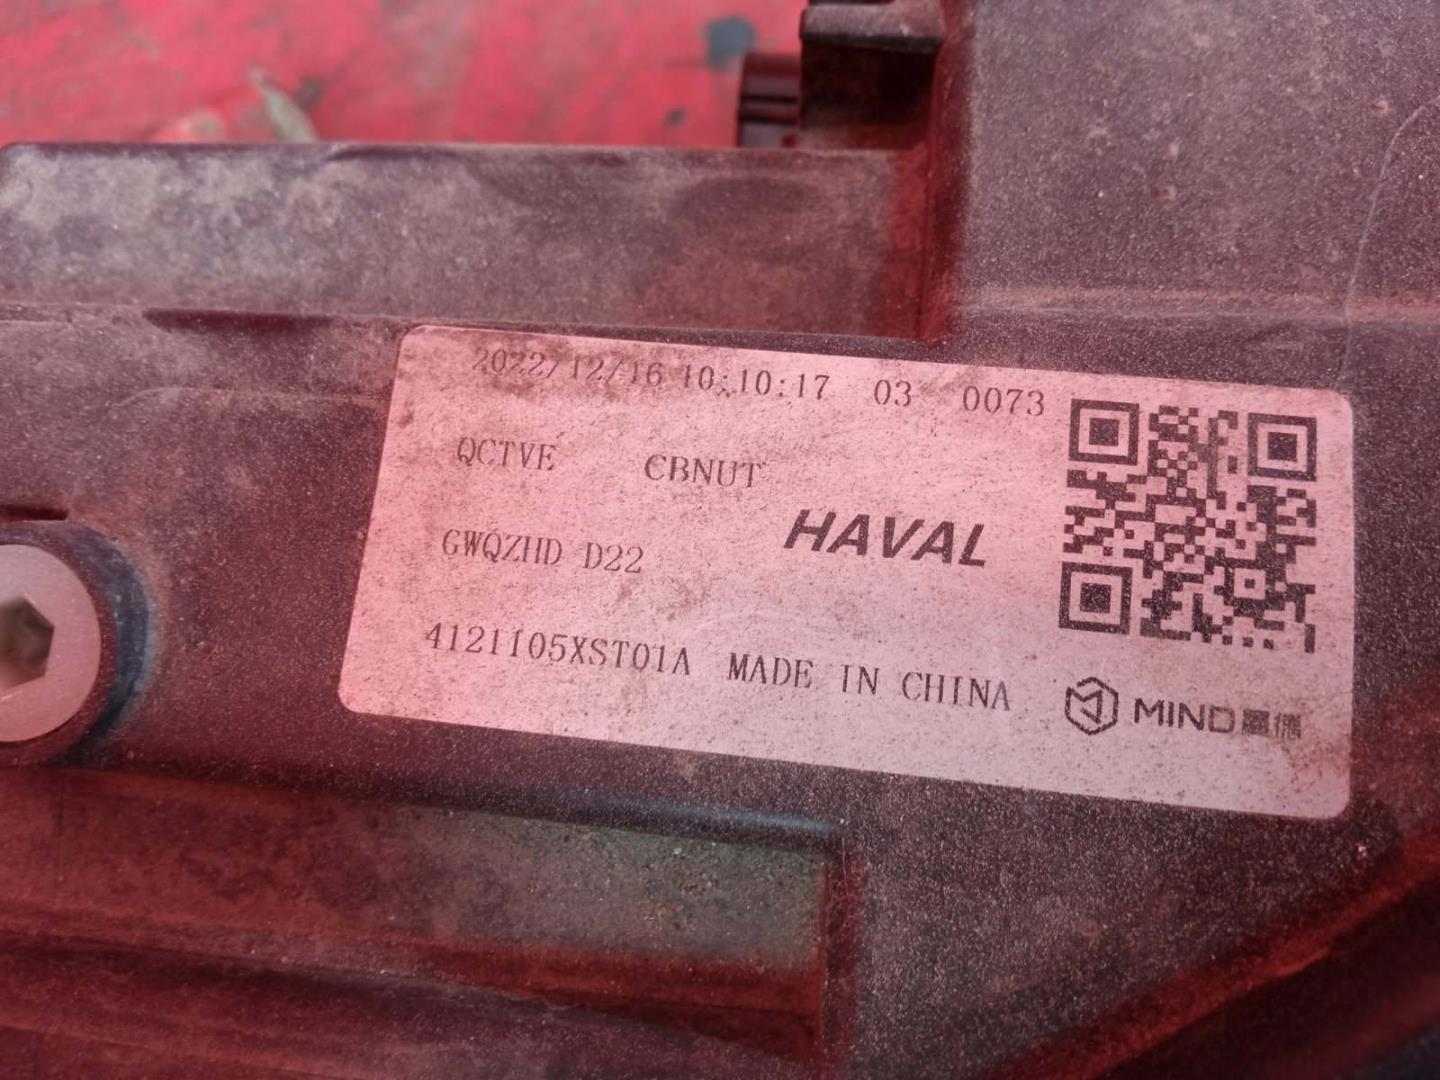 2022/12/16 10:10:17 03 0073
QCTVE CBNUT
GWQZHD D22 HAVAL
4121105XST01A MADE IN CHINA
MIND